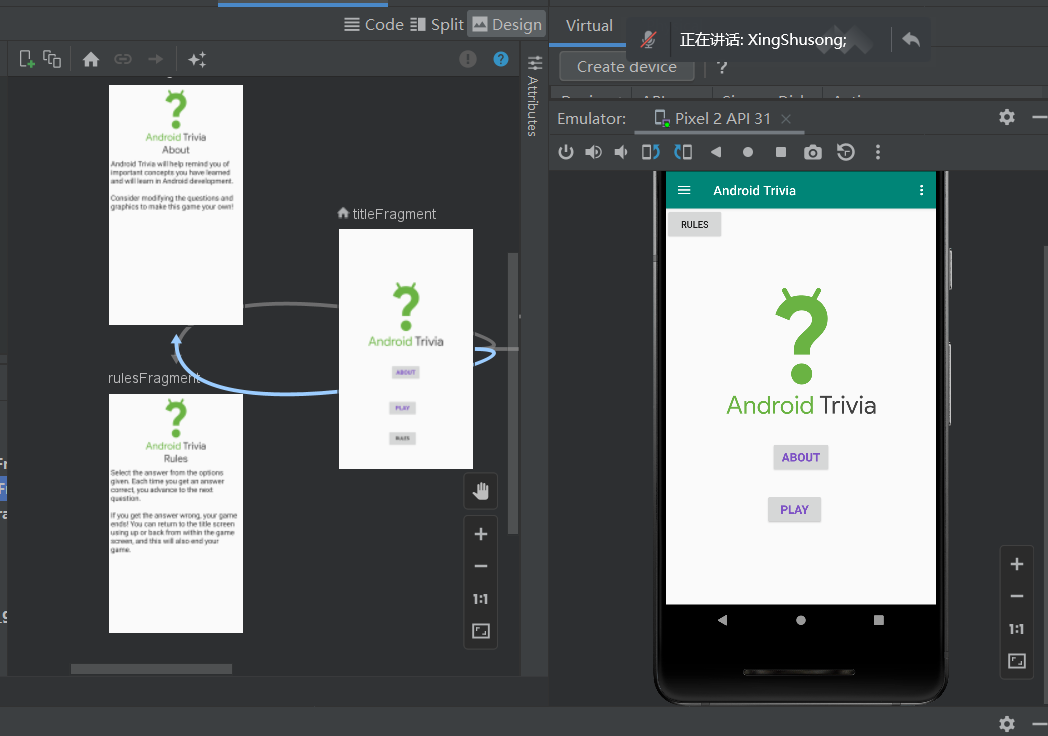 Code
Split
Design
Attributes
Android Trivia
About
Android Trivia will help remind you of
important concepts you have learned
and will learn in Android development.
Consider modifying the questions and
graphics to make this game your own!
titleFragment
Android Trivia
ABOUT
PLAY
RULES
rulesFragment
Android Trivia
Rules
Select the answer from the options
given. Each time you get an answer
correct, you advance to the next
question.
If you get the answer wrong, your game
ends! You can return to the title screen
using up or back from within the game
screen, and this will also end your
game.
1:1
Virtual
正在讲话: XingShusong;
Create device
?
Emulator:
Pixel 2 API 31
Android Trivia
RULES
Android Trivia
ABOUT
PLAY
1:1